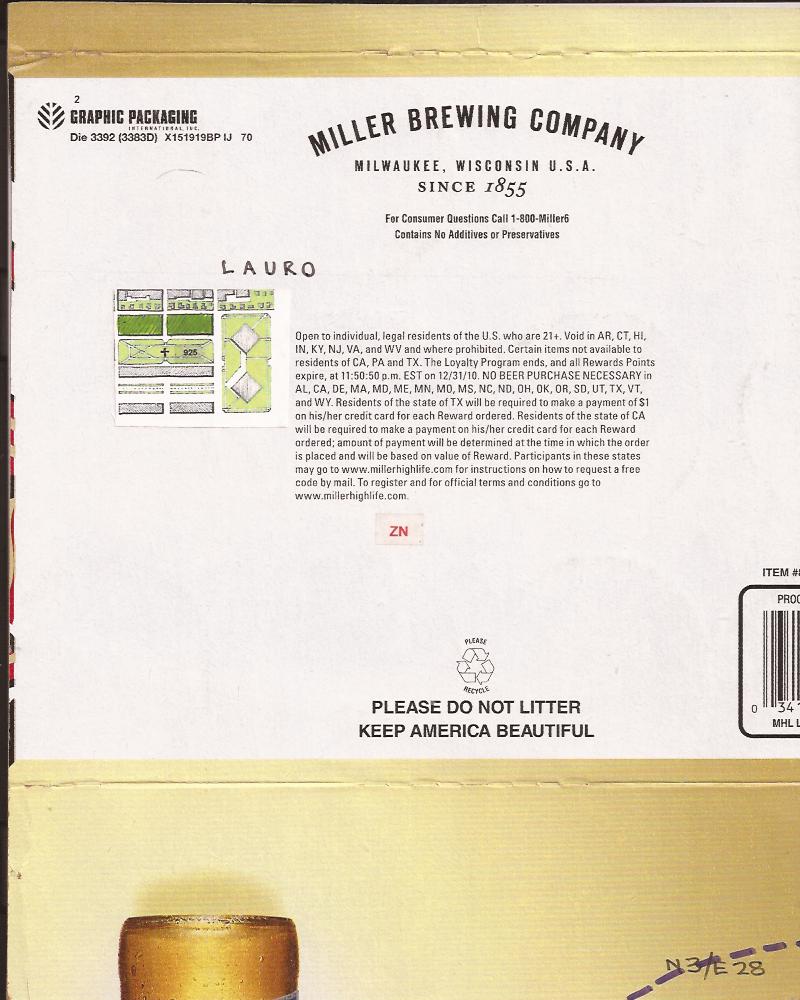 2
GRAPHIC PACKAGING
INTERNATIONAL, INC.
Die 3392 (3383D) X151919BP IJ 70
MILLER BREWING COMPANY
MILWAUKEE, WISCONSIN U.S.A.
SINCE 1855
For Consumer Questions Call 1-800-Miller6
Contains No Additives or Preservatives
LAURO
925
Open to individual, legal residents of the U.S. who are 21+. Void in AR, CT, HI,
IN, KY, NJ, VA, and WV and where prohibited. Certain items not available to
residents of CA, PA and TX. The Loyalty Program ends, and all Rewards Points
expire, at 11:50:50 p.m. EST on 12/31/10. NO BEER PURCHASE NECESSARY in
AL, CA, DE, MA, MD, ME, MN, MO, MS, NC, ND, OH, OK, OR, SD, UT, TX, VT,
and WY. Residents of the state of TX will be required to make a payment of $1
on his/her credit card for each Reward ordered. Residents of the state of CA
will be required to make a payment on his/her credit card for each Reward
ordered; amount of payment will be determined at the time in which the order
is placed and will be based on value of Reward. Participants in these states
may go to www.millerhighlife.com for instructions on how to request a free
code by mail. To register and for official terms and conditions go to
www.millerhighlife.com.
ZN
ITEM #
PROO
0 34
MHL L
PLEASE
RECYCLE
PLEASE DO NOT LITTER
KEEP AMERICA BEAUTIFUL
N3/E 28